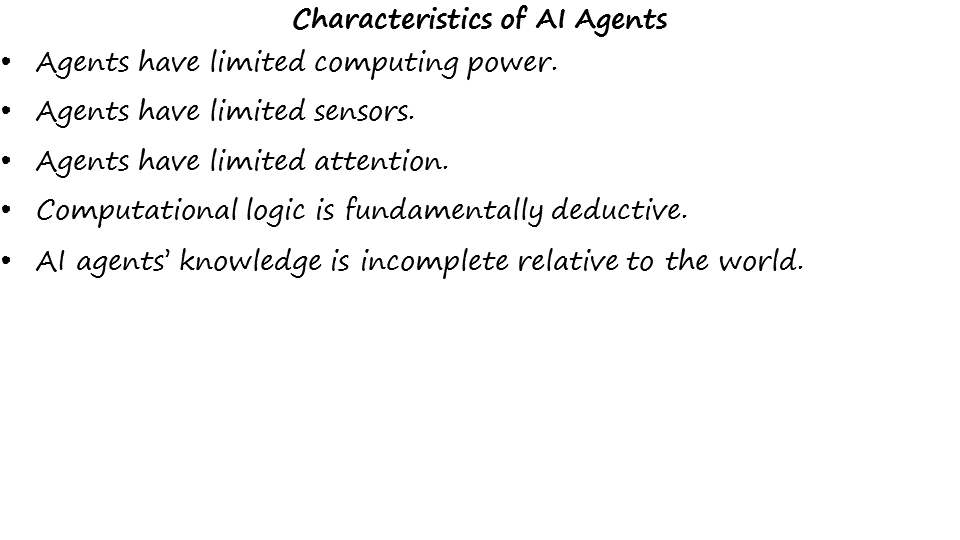 Characteristics of AI Agents
• Agents have limited computing power.
• Agents have limited sensors.
• Agents have limited attention.
• Computational logic is fundamentally deductive.
• AI agents’ knowledge is incomplete relative to the world.